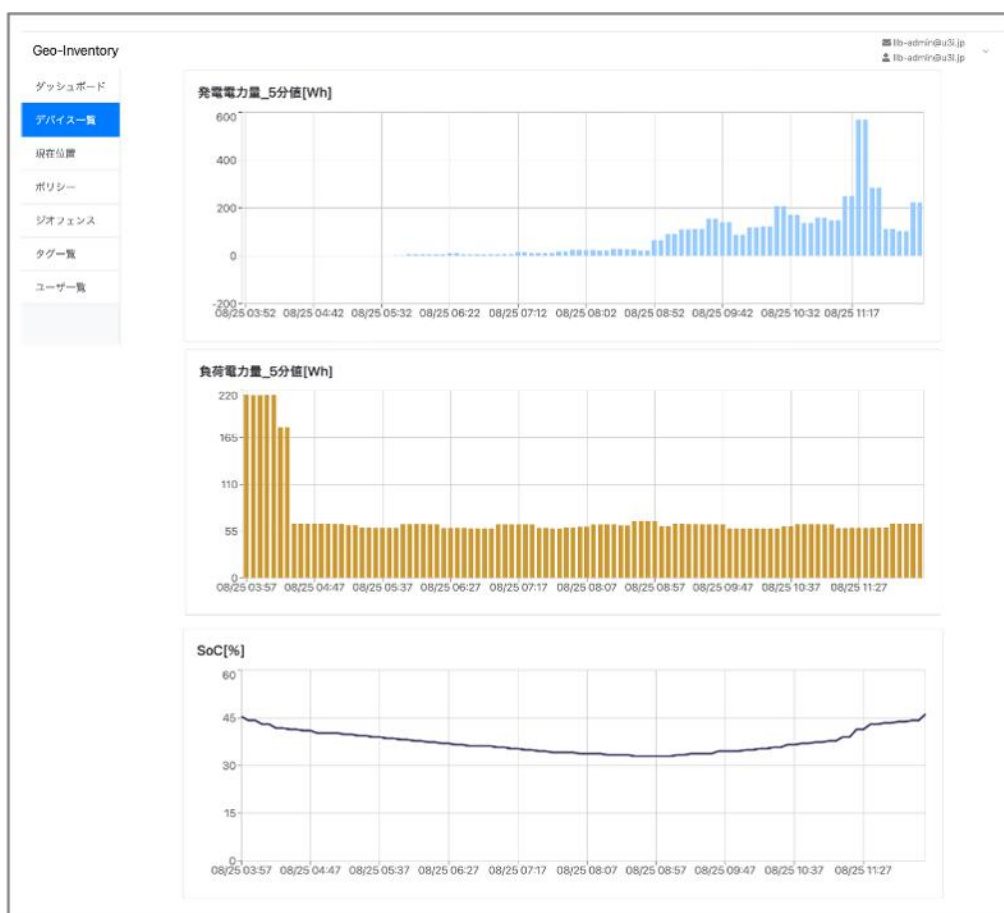 Geo-Inventory
lib-admin@u3i.jp
lib-admin@u3i.jp
ダッシュボード
デバイス一覧
現在位置
ポリシー
ジオフェンス
タグ一覧
ユーザー覧
発電電力量_5分値[Wh]
600
400
200
0
-200
08/25 03:52 08/25 04:42 08/25 05:32 08/25 06:22 08/25 07:12 08/25 08:02 08/25 08:52 08/25 09:42 08/25 10:32 08/25 11:17
負荷電力量_5分値[Wh]
220
165
110
55
0
08/25 03:57 08/25 04:47 08/25 05:37 08/25 06:27 08/25 07:17 08/25 08:07 08/25 08:57 08/25 09:47 08/25 10:37 08/25 11:27
SoC[%]
60
45
30
15
0
08/25 03:57 08/25 04:47 08/25 05:37 08/25 06:27 08/25 07:17 08/25 08:07 08/25 08:57 08/25 09:47 08/25 10:37 08/25 11:27